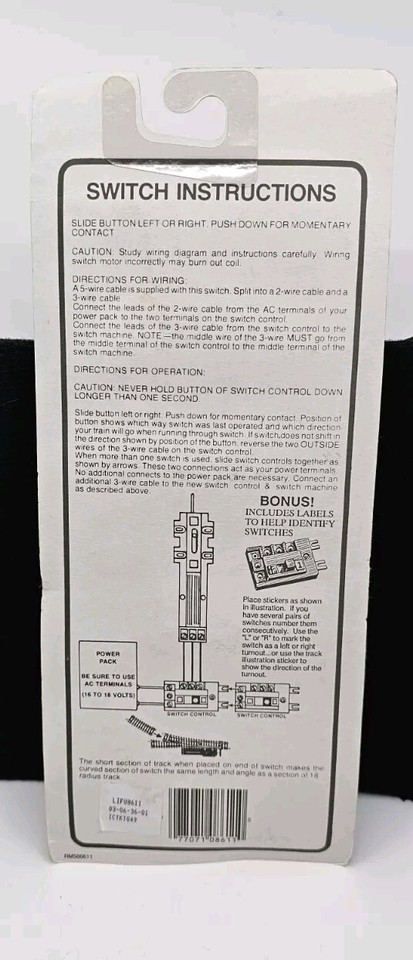 SWITCH INSTRUCTIONS
SLIDE BUTTON LEFT OR RIGHT. PUSH DOWN FOR MOMENTARY
CONTACT
CAUTION: Study wiring diagram and instructions carefully. Wiring
switch motor incorrectly may burn out coil.
DIRECTIONS FOR WIRING:
A 5-wire cable is supplied with this switch. Split into a 2-wire cable and a
3-wire cable
Connect the leads of the 2-wire cable from the AC terminals of your
power pack to the two terminals on the switch control.
Connect the leads of the 3-wire cable from the switch control to the
switch machine. NOTE—the middle wire of the 3-wire MUST go from
the middle terminal of the switch control to the middle terminal of the
switch machine.
DIRECTIONS FOR OPERATION:
CAUTION: NEVER HOLD BUTTON OF SWITCH CONTROL DOWN
LONGER THAN ONE SECOND.
Slide button left or right. Push down for momentary contact. Position of
button shows which way switch was last operated and which direction
your train will go when running through switch. If switch does not shift in
the direction shown by position of the button, reverse the two OUTSIDE
wires of the 3-wire cable on the switch control.
When more than one switch is used, slide switch controls together as
shown by arrows. These two connections act as your power terminals.
No additional connects to the power pack are necessary. Connect an
additional 3-wire cable to the new switch control & switch machine
as described above.
BONUS!
INCLUDES LABELS
TO HELP IDENTIFY
SWITCHES
Place stickers as shown
in illustration. If you
have several pairs of
switches number them
consecutively. Use the
"L" or "R" to mark the
switch as a left or right
turnout...or use the track
illustration sticker to
show the direction of the
turnout.
POWER
PACK
BE SURE TO USE
AC TERMINALS
(16 TO 18 VOLTS)
SWITCH CONTROL
SWITCH CONTROL
The short section of track when placed on end of switch makes the
curved section of switch the same length and angle as a section of 18
radius track.
LIF08611
03-06-36-01
77071 08611